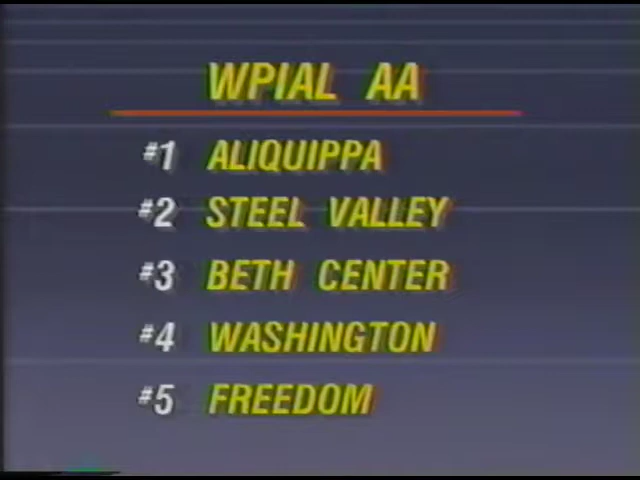 WPIAL AA
#1 ALIQUIPPA
#2 STEEL VALLEY
#3 BETH CENTER
#4 WASHINGTON
#5 FREEDOM